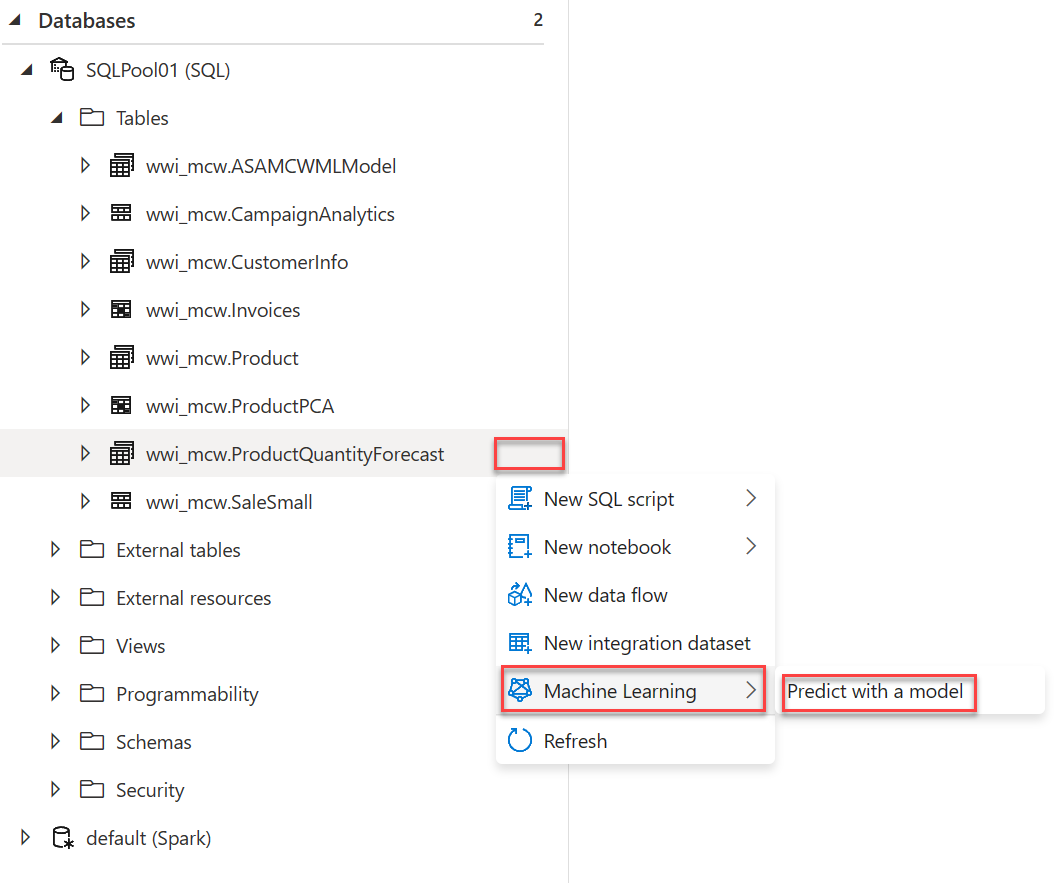 Databases 2
SQLPool01 (SQL)
Tables
wwi_mcw.ASAMCWMLModel
wwi_mcw.CampaignAnalytics
wwi_mcw.CustomerInfo
wwi_mcw.Invoices
wwi_mcw.Product
wwi_mcw.ProductPCA
wwi_mcw.ProductQuantityForecast
wwi_mcw.SaleSmall
External tables
External resources
Views
Programmability
Schemas
Security
default (Spark)
New SQL script
New notebook
New data flow
New integration dataset
Machine Learning
Refresh
Predict with a model